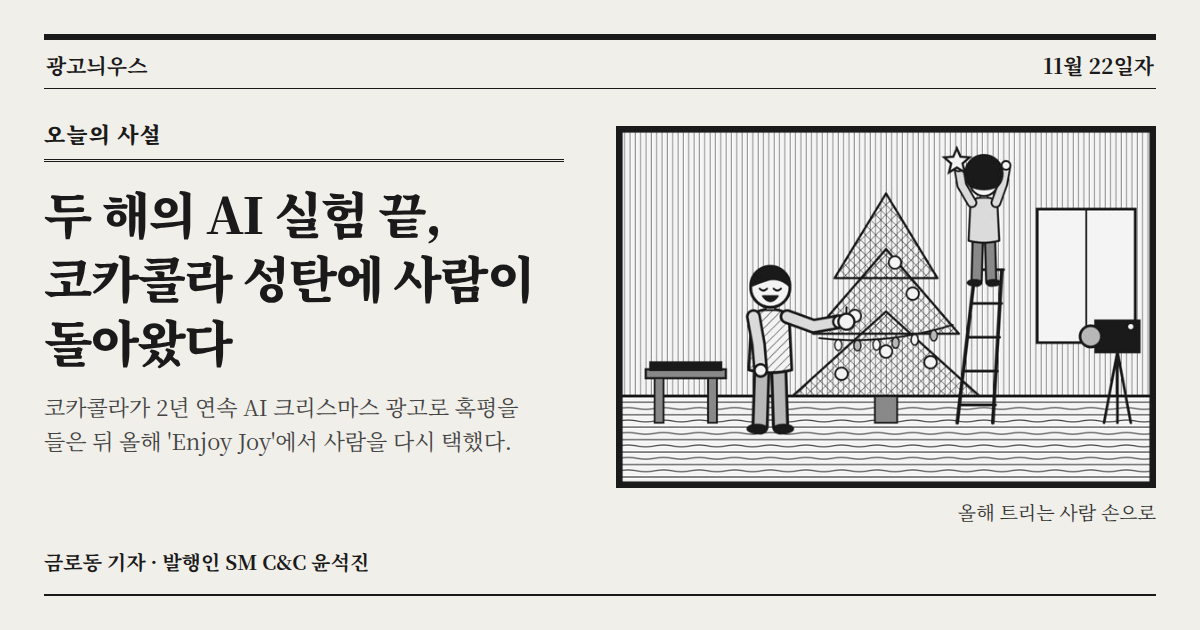 광고늬우스
11월 22일자
오늘의 사설
두 해의 AI 실험 끝,
코카콜라 성탄에 사람이
돌아왔다
코카콜라가 2년 연속 AI 크리스마스 광고로 혹평을
들은 뒤 올해 'Enjoy Joy'에서 사람을 다시 택했다.
올해 트리는 사람 손으로
금로동 기자 · 발행인 SM C&C 윤석진